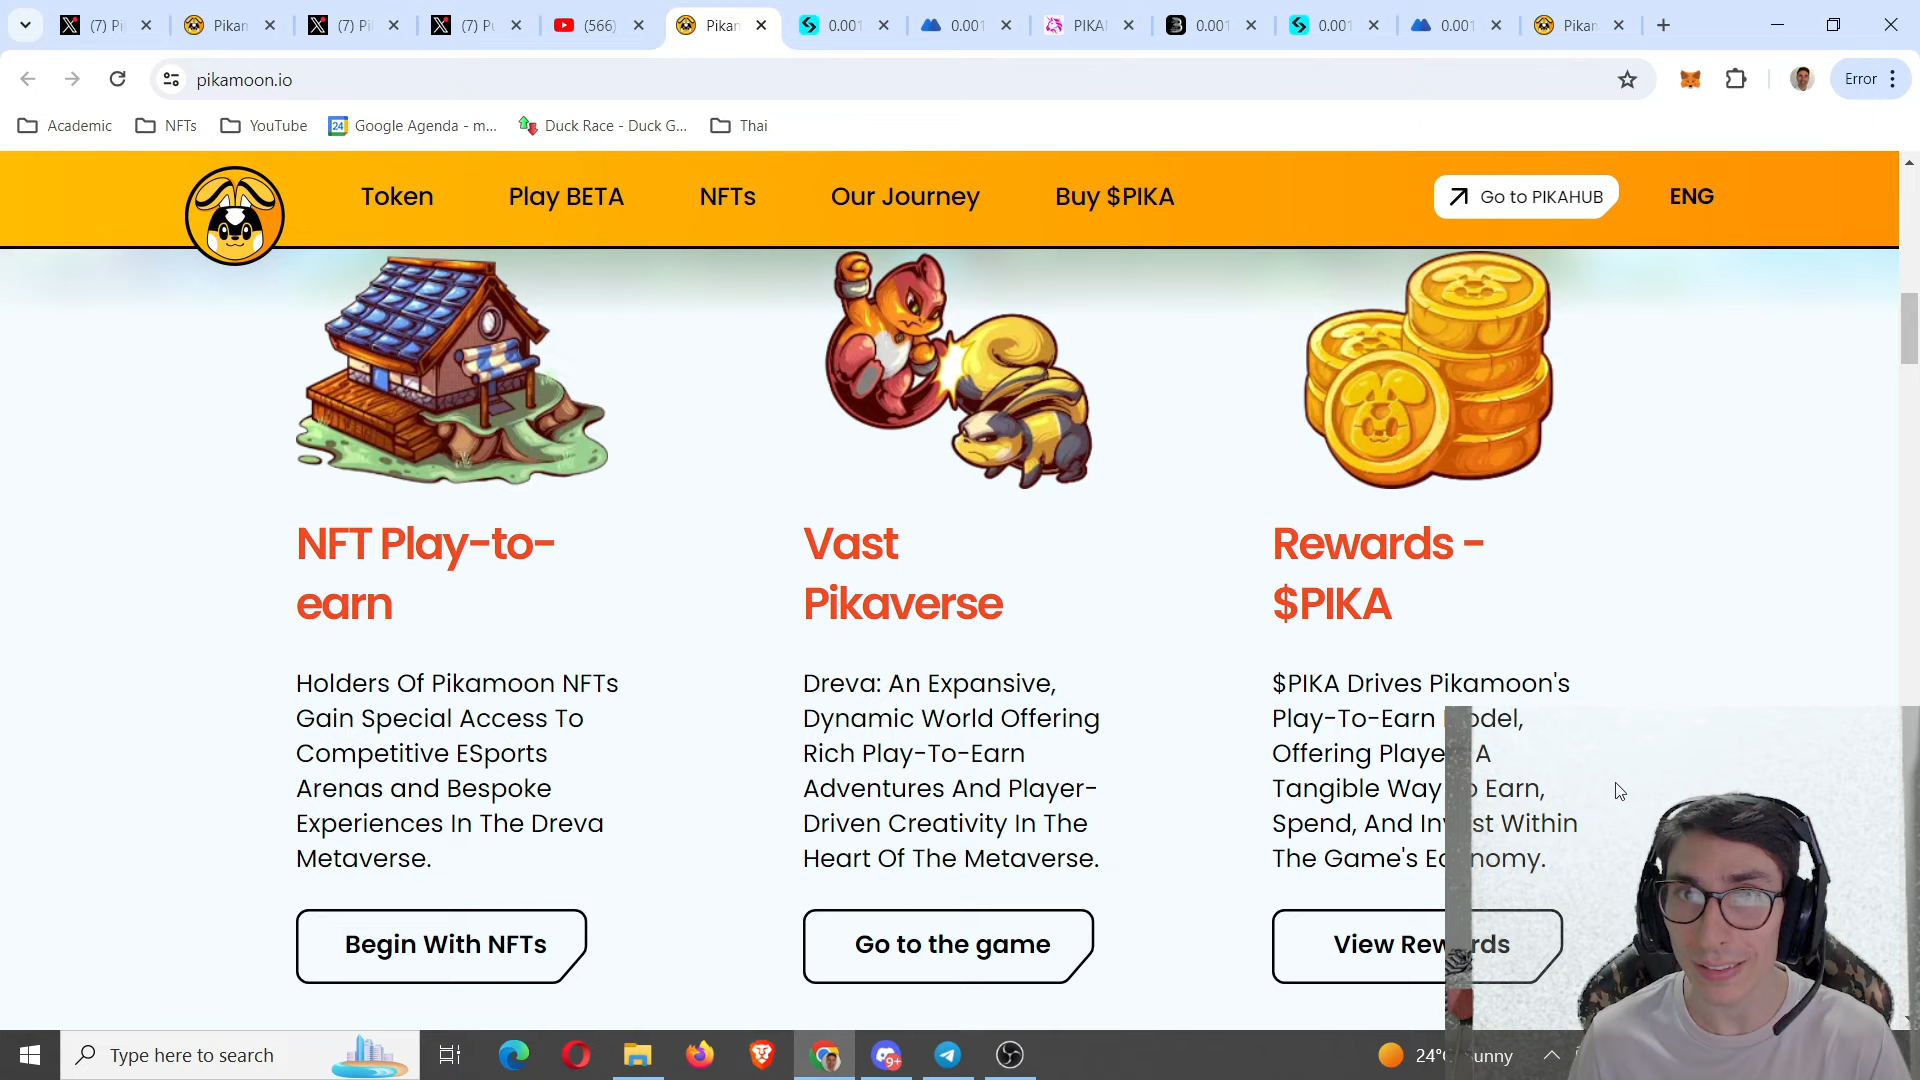 (7) Pi
Pikan
(7) Pi
(7) Pu
(566)
Pikan
0.001
0.001
PIKA
0.001
0.001
0.001
Pikan
pikamoon.io
Error
Academic
NFTs
YouTube
24
Google Agenda - m...
Duck Race - Duck G...
Thai
Token
Play BETA
NFTs
Our Journey
Buy $PIKA
Go to PIKAHUB
ENG
NFT Play-to-
earn
Holders Of Pikamoon NFTs
Gain Special Access To
Competitive ESports
Arenas and Bespoke
Experiences In The Dreva
Metaverse.
Begin With NFTs
Vast
Pikaverse
Dreva: An Expansive,
Dynamic World Offering
Rich Play-To-Earn
Adventures And Player-
Driven Creativity In The
Heart Of The Metaverse.
Go to the game
Rewards -
$PIKA
$PIKA Drives Pikamoon's
Play-To-Earn Model,
Offering Players A
Tangible Way To Earn,
Spend, And Invest Within
The Game's Economy.
View Rewards
Type here to search
9+
24°C Sunny